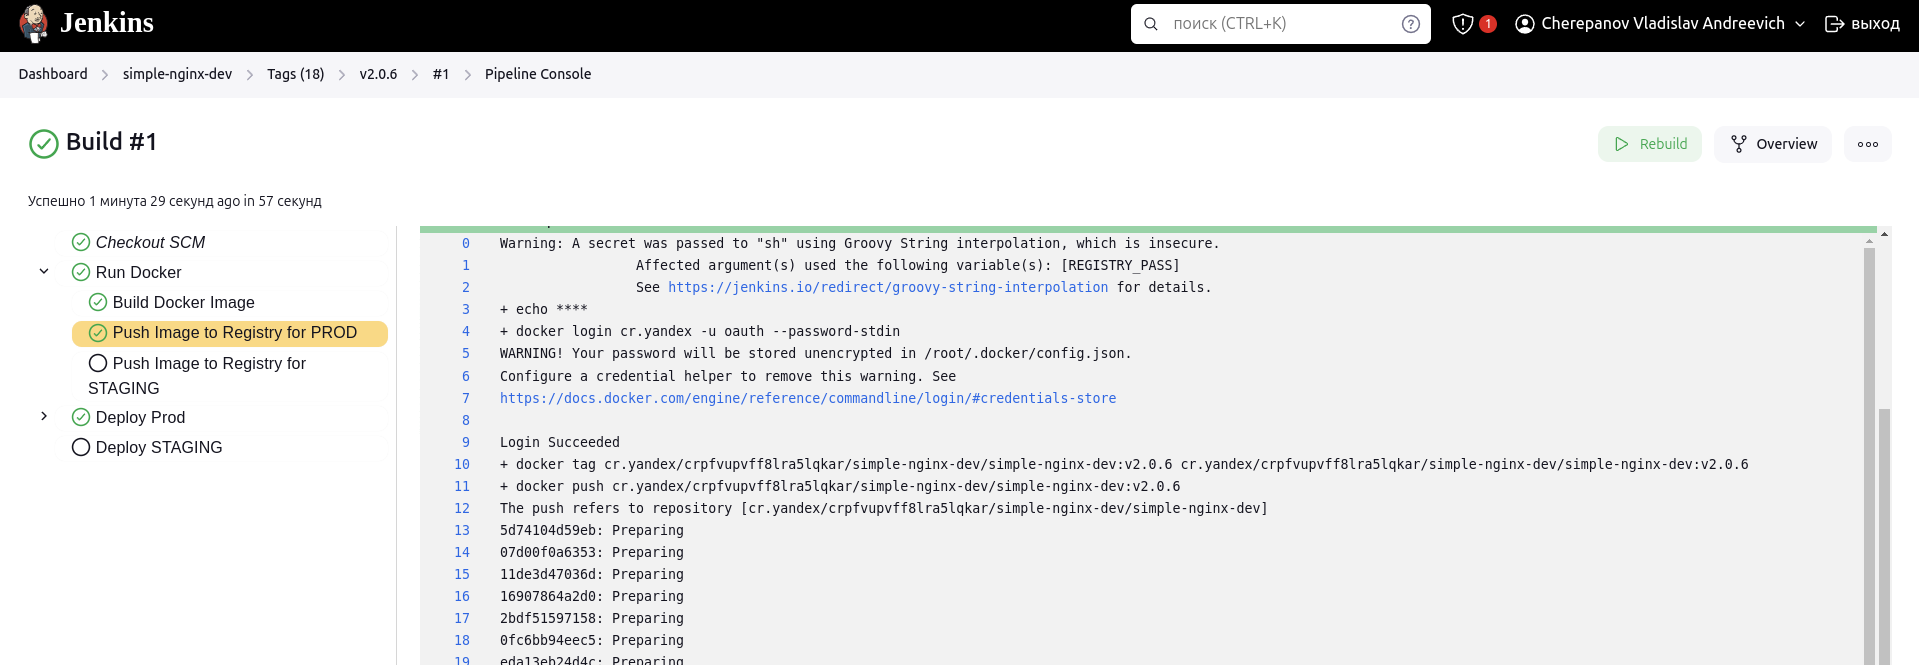 Jenkins
поиск (CTRL+K)
1
Cherepanov Vladislav Andreevich
выход
Dashboard
simple-nginx-dev
Tags (18)
v2.0.6
#1
Pipeline Console
Build #1
Rebuild
Overview
Успешно 1 минута 29 секунд ago in 57 секунд
Checkout SCM
Run Docker
Build Docker Image
Push Image to Registry for PROD
Push Image to Registry for
STAGING
Deploy Prod
Deploy STAGING
0 Warning: A secret was passed to "sh" using Groovy String interpolation, which is insecure.
1 Affected argument(s) used the following variable(s): [REGISTRY_PASS]
2 See https://jenkins.io/redirect/groovy-string-interpolation for details.
3 + echo ****
4 + docker login cr.yandex -u oauth --password-stdin
5 WARNING! Your password will be stored unencrypted in /root/.docker/config.json.
6 Configure a credential helper to remove this warning. See
7 https://docs.docker.com/engine/reference/commandline/login/#credentials-store
8
9 Login Succeeded
10 + docker tag cr.yandex/crpfvupvff8lra5lqkar/simple-nginx-dev/simple-nginx-dev:v2.0.6 cr.yandex/crpfvupvff8lra5lqkar/simple-nginx-dev/simple-nginx-dev:v2.0.6
11 + docker push cr.yandex/crpfvupvff8lra5lqkar/simple-nginx-dev/simple-nginx-dev:v2.0.6
12 The push refers to repository [cr.yandex/crpfvupvff8lra5lqkar/simple-nginx-dev/simple-nginx-dev]
13 5d74104d59eb: Preparing
14 07d00f0a6353: Preparing
15 11de3d47036d: Preparing
16 16907864a2d0: Preparing
17 2bdf51597158: Preparing
18 0fc6bb94eec5: Preparing
19 eda13eb24d4c: Preparing